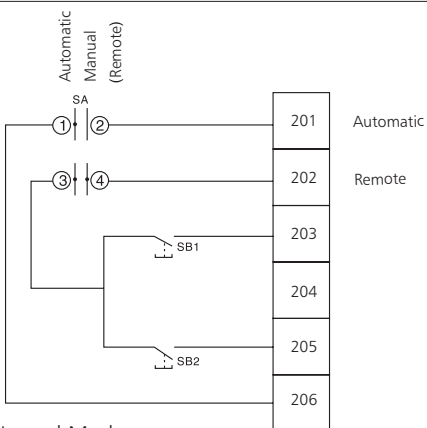 Automatic
Manual
(Remote)
SA
1 2
201 Automatic
3 4
202 Remote
203
SB1
204
205
SB2
206